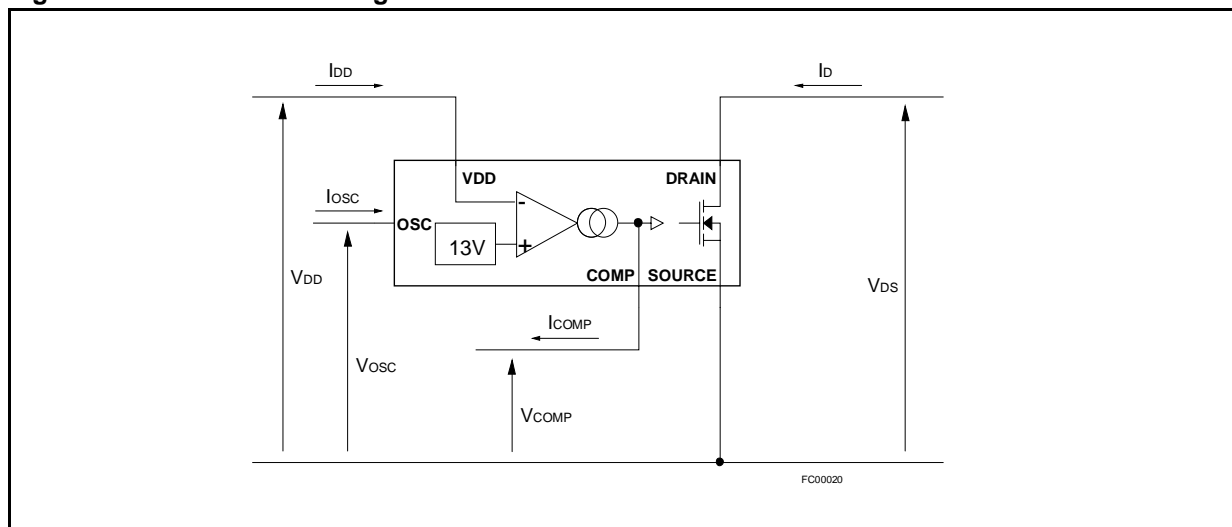 IDD
ID
VDD
DRAIN
IOSC
OSC
-
13V
+
COMP
SOURCE
VDD
VDS
ICOMP
VOSC
VCOMP
FC00020